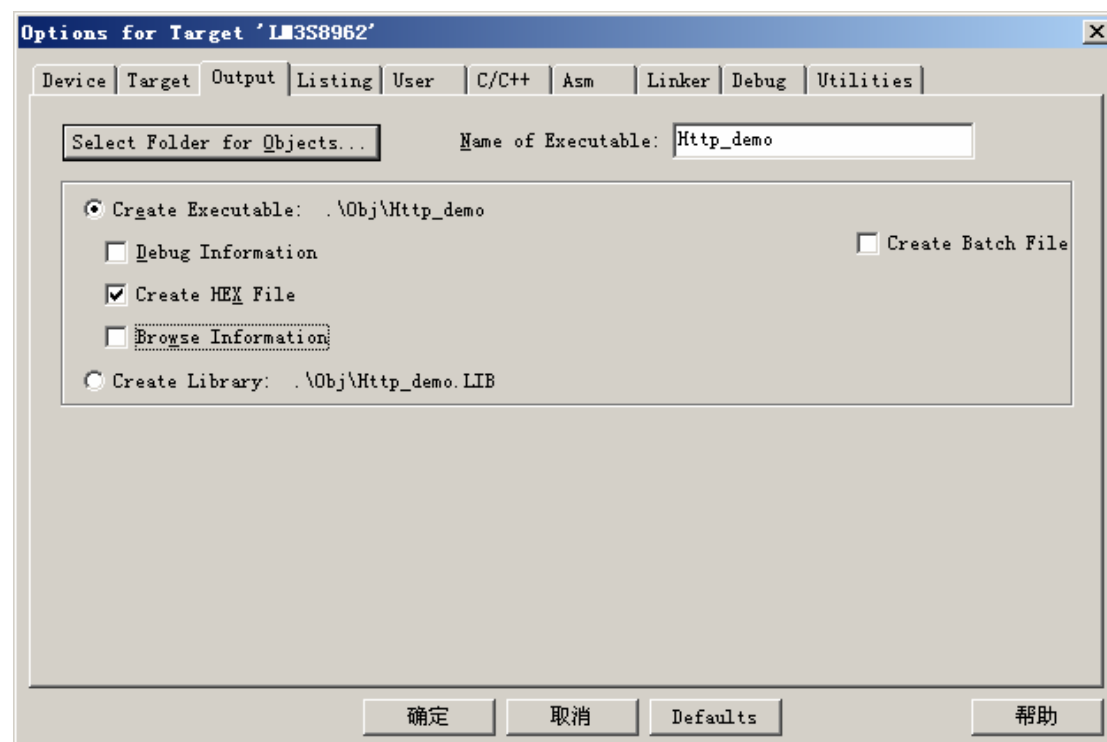 Options for Target 'LM3S8962'
Device Target Output Listing User C/C++ Asm Linker Debug Utilities
Select Folder for Objects... Name of Executable: Http_demo
Create Executable: .\Obj\Http_demo
Debug Information Create Batch File
Create HEX File
Browse Information
Create Library: .\Obj\Http_demo.LIB
确定 取消 Defaults 帮助